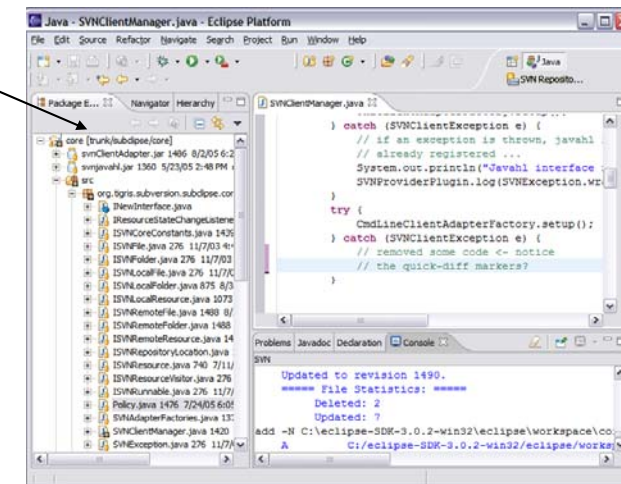 Java - SVNClientManager.java - Eclipse Platform
File Edit Source Refactor Navigate Search Project Run Window Help
Java
SVN Reposito...
Package E... Navigator Hierarchy
SVNClientManager.java
core [trunk/subclipse/core]
svnClientAdapter.jar 1486 8/2/05 6:2
svnjavahl.jar 1360 5/23/05 2:48 PM
src
org.tigris.subversion.subclipse.cor
INewInterface.java
IResourceStateChangeListene
ISVNCoreConstants.java 1439
ISVNFile.java 276 11/7/03 4:
ISVNFolder.java 276 11/7/03
ISVNLocalFile.java 276 11/7/0
ISVNLocalFolder.java 875 8/3
ISVNLocalResource.java 1073
ISVNRemoteFile.java 1488 8/
ISVNRemoteFolder.java 1488
ISVNRemoteResource.java 14
ISVNRepositoryLocation.java
ISVNResource.java 740 7/11/
ISVNResourceVisitor.java 276
ISVNRunnable.java 276 11/7/
Policy.java 1476 7/24/05 6:05
SVNAdapterFactories.java 137
SVNClientManager.java 1420
SVNException.java 276 11/7/
} catch (SVNClientException e) {
// if an exception is thrown, javahl
// already registered ...
System.out.println("Javahl interface
SVNProviderPlugin.log(SVNException.wr
}
try {
CmdLineClientAdapterFactory.setup();
} catch (SVNClientException e) {
// removed some code <- notice
// the quick-diff markers?
}
Problems Javadoc Declaration Console
SVN
Updated to revision 1490.
===== File Statistics: =====
Deleted: 2
Updated: 7
add -N C:\eclipse-SDK-3.0.2-win32\eclipse\workspace\co
A C:/eclipse-SDK-3.0.2-win32/eclipse/works